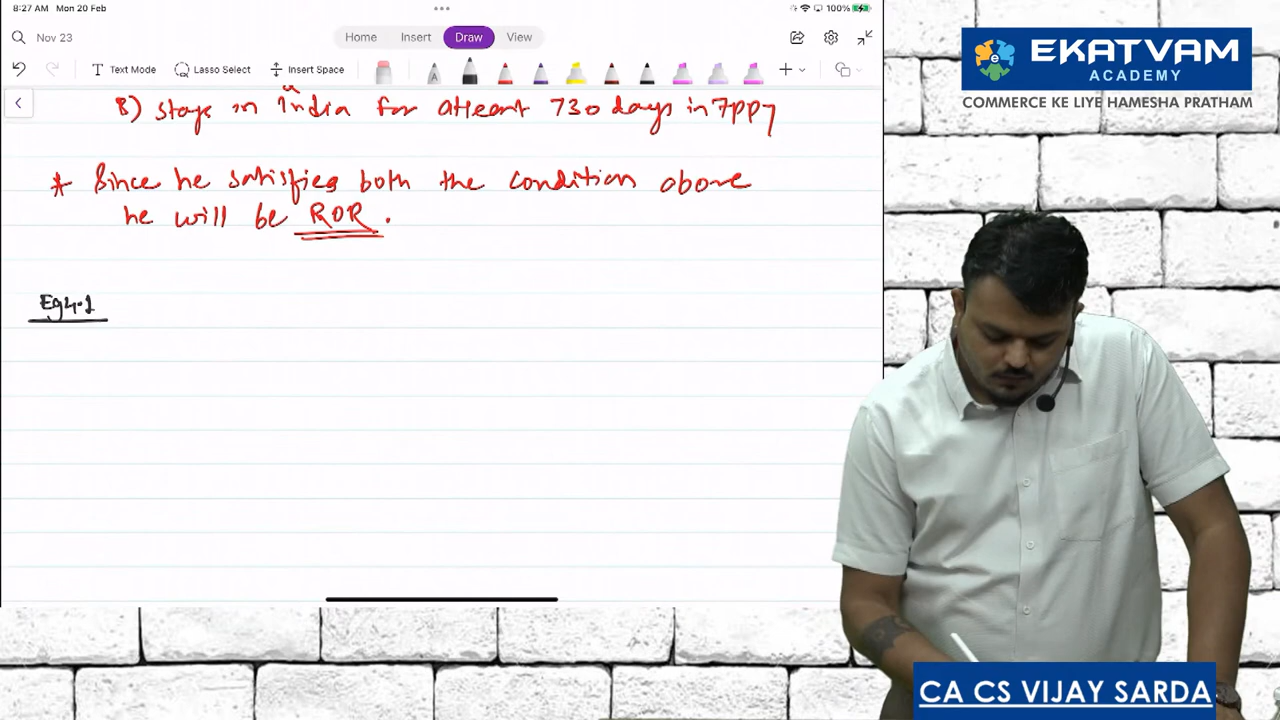 8:27 AM Mon 20 Feb
100%
Nov 23
Home Insert Draw View
Text Mode
Lasso Select
Insert Space
B) stays in India for atleast 730 days in 7PPY
* Since he satisfies both the condition above
he will be ROR.
Eg 4.1
EKATVAM
ACADEMY
COMMERCE KE LIYE HAMESHA PRATHAM
CA CS VIJAY SARDA